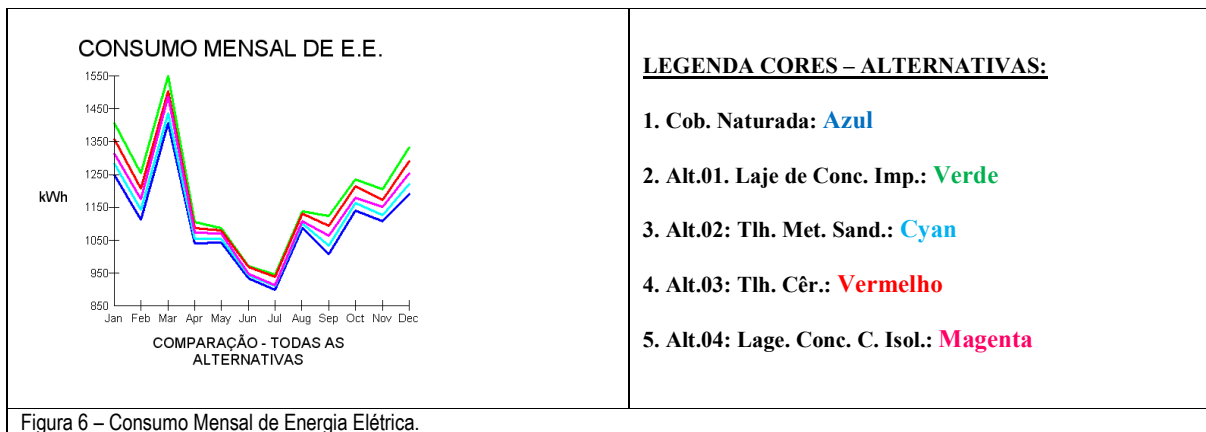 CONSUMO MENSAL DE E.E.
1550
1450
1350
1250
kWh
1150
1050
950
850
Jan Feb Mar Apr May Jun Jul Aug Sep Oct Nov Dec
COMPARAÇÃO - TODAS AS
ALTERNATIVAS
LEGENDA CORES – ALTERNATIVAS:
1. Cob. Naturada: Azul
2. Alt.01. Laje de Conc. Imp.: Verde
3. Alt.02: Tlh. Met. Sand.: Cyan
4. Alt.03: Tlh. Cêr.: Vermelho
5. Alt.04: Lage. Conc. C. Isol.: Magenta
Figura 6 – Consumo Mensal de Energia Elétrica.